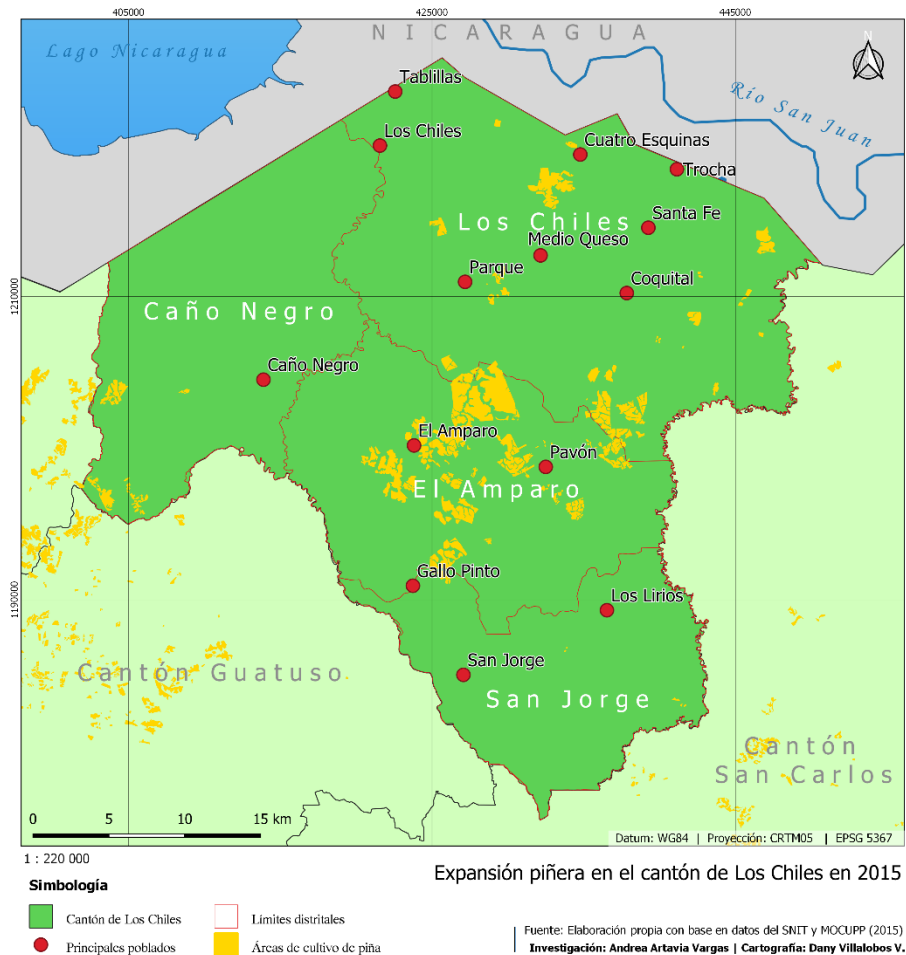 405000
425000
445000
NICARAGUA
Lago Nicaragua
N
Tablillas
Río San Juan
Los Chiles
Cuatro Esquinas
Trocha
Los Chiles
Santa Fe
Medio Queso
Parque
Coquital
1210000
Caño Negro
Caño Negro
El Amparo
Pavón
El Amparo
Gallo Pinto
1190000
Los Lirios
Cantón Guatuso
San Jorge
San Jorge
Cantón
San Carlos
0 5 10 15 km
Datum: WG84 | Proyección: CRTM05 | EPSG 5367
1 : 220 000
Expansión piñera en el cantón de Los Chiles en 2015
Simbología
Cantón de Los Chiles
Límites distritales
Principales poblados
Áreas de cultivo de piña
Fuente: Elaboración propia con base en datos del SNIT y MOCUPP (2015)
Investigación: Andrea Artavia Vargas | Cartografía: Dany Villalobos V.